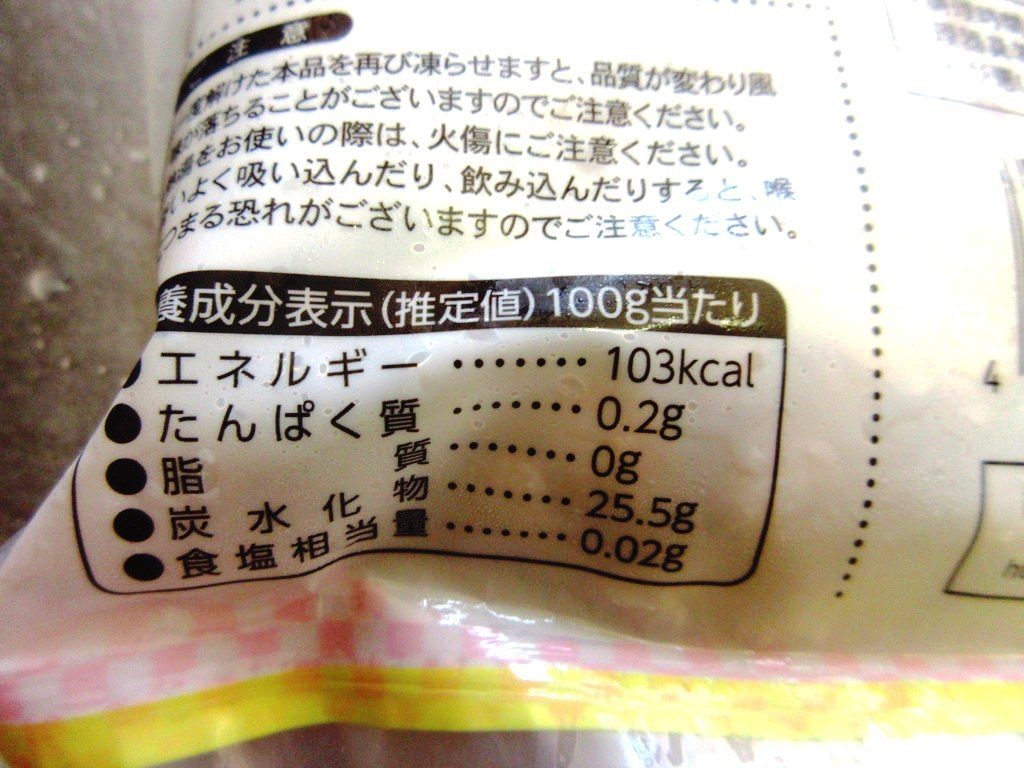 注意
解けた本品を再び凍らせますと、品質が変わり風
が落ちることがございますのでご注意ください。
をお使いの際は、火傷にご注意ください。
いよく吸い込んだり、飲み込んだりすると、喉
つまる恐れがございますのでご注意ください。
養成分表示(推定値)100g当たり
●エネルギー・・・・・・・103kcal
●たんぱく質・・・・・・・0.2g
●脂質・・・・・・・0g
●炭水化物・・・・・・・25.5g
●食塩相当量・・・・・・0.02g
4